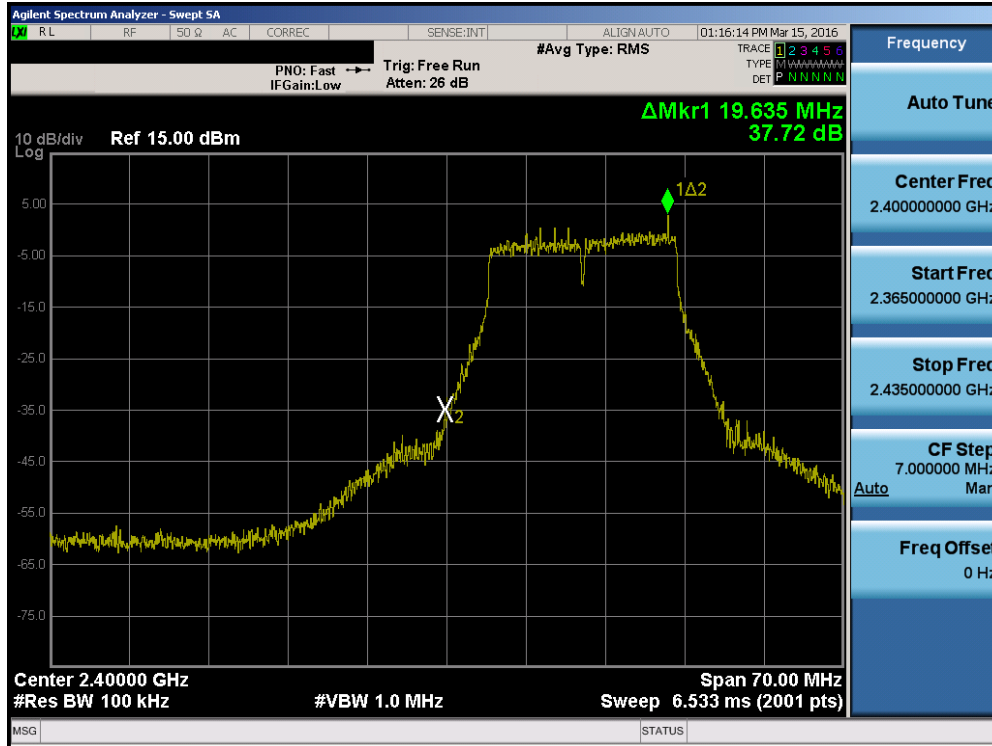 Agilent Spectrum Analyzer - Swept SA
LXI RL RF 50 Ω AC CORREC SENSE:INT ALIGN AUTO 01:16:14 PM Mar 15, 2016
#Avg Type: RMS TRACE 1 2 3 4 5 6
PNO: Fast Trig: Free Run TYPE M W W W W W
IFGain:Low Atten: 26 dB DET P N N N N N
ΔMkr1 19.635 MHz
37.72 dB
10 dB/div Ref 15.00 dBm
Log
1Δ2
5.00
-5.00
-15.0
-25.0
-35.0
X2
-45.0
-55.0
-65.0
-75.0
Center 2.40000 GHz Span 70.00 MHz
#Res BW 100 kHz #VBW 1.0 MHz Sweep 6.533 ms (2001 pts)
MSG STATUS
Frequency
Auto Tune
Center Freq
2.400000000 GHz
Start Freq
2.365000000 GHz
Stop Freq
2.435000000 GHz
CF Step
7.000000 MHz
Auto Man
Freq Offset
0 Hz